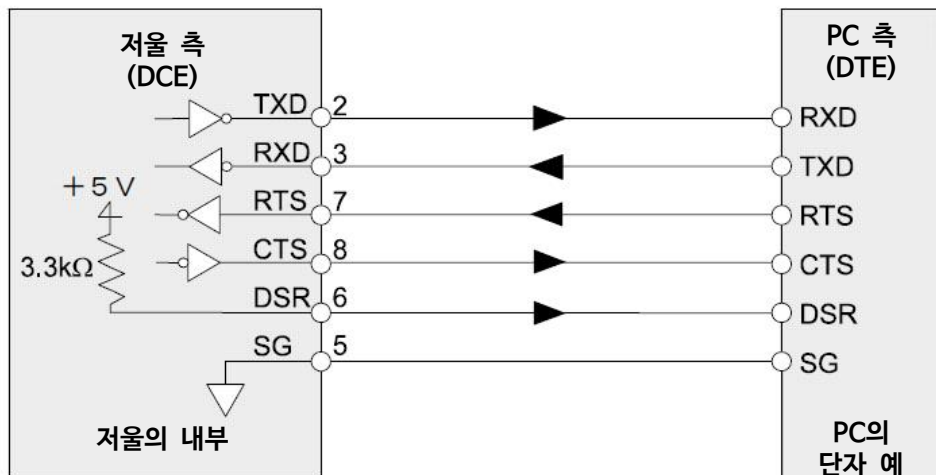 저울 측
(DCE)
PC 측
(DTE)
TXD 2
RXD
RXD 3
TXD
+5V
RTS 7
RTS
3.3kΩ
CTS 8
CTS
DSR 6
DSR
SG 5
SG
저울의 내부
PC의
단자 예